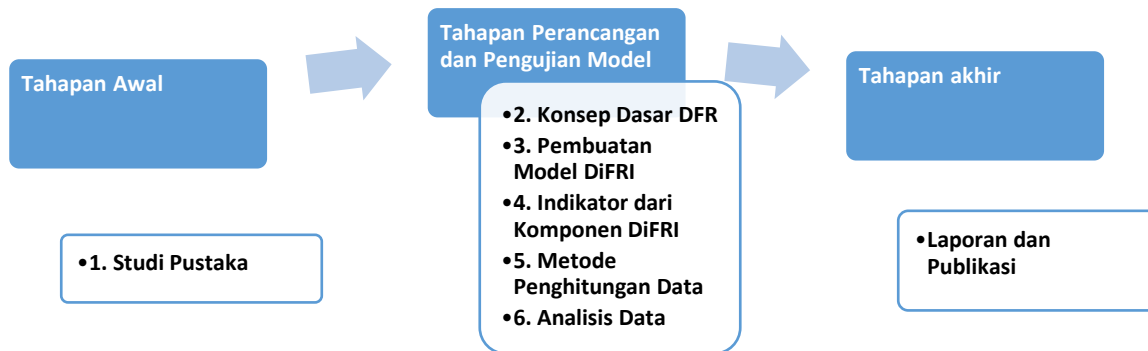 Tahapan Awal
•1. Studi Pustaka
Tahapan Perancangan
dan Pengujian Model
•2. Konsep Dasar DFR
•3. Pembuatan
Model DiFRI
•4. Indikator dari
Komponen DiFRI
•5. Metode
Penghitungan Data
•6. Analisis Data
Tahapan akhir
•Laporan dan
Publikasi